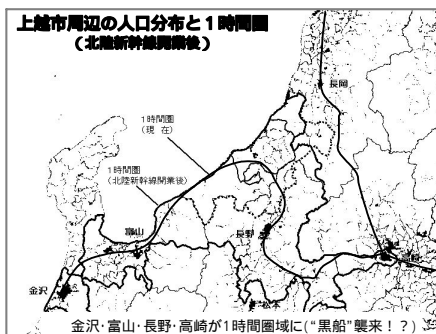 上越市周辺の人口分布と1時間圏
（北陸新幹線開業後）
長岡
1時間圏
（現 在）
1時間圏
（北陸新幹線開業後）
富山
長野
金沢
松本
金沢・富山・長野・高崎が1時間圏域に（“黒船”襲来！？）